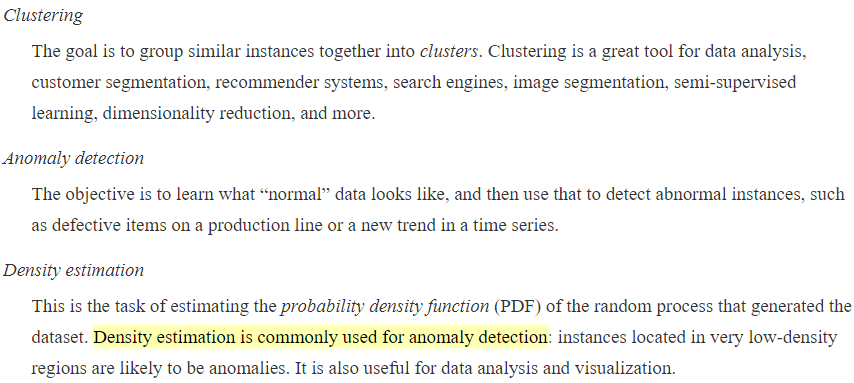 Clustering
The goal is to group similar instances together into clusters. Clustering is a great tool for data analysis,
customer segmentation, recommender systems, search engines, image segmentation, semi-supervised
learning, dimensionality reduction, and more.
Anomaly detection
The objective is to learn what “normal” data looks like, and then use that to detect abnormal instances, such
as defective items on a production line or a new trend in a time series.
Density estimation
This is the task of estimating the probability density function (PDF) of the random process that generated the
dataset. Density estimation is commonly used for anomaly detection: instances located in very low-density
regions are likely to be anomalies. It is also useful for data analysis and visualization.